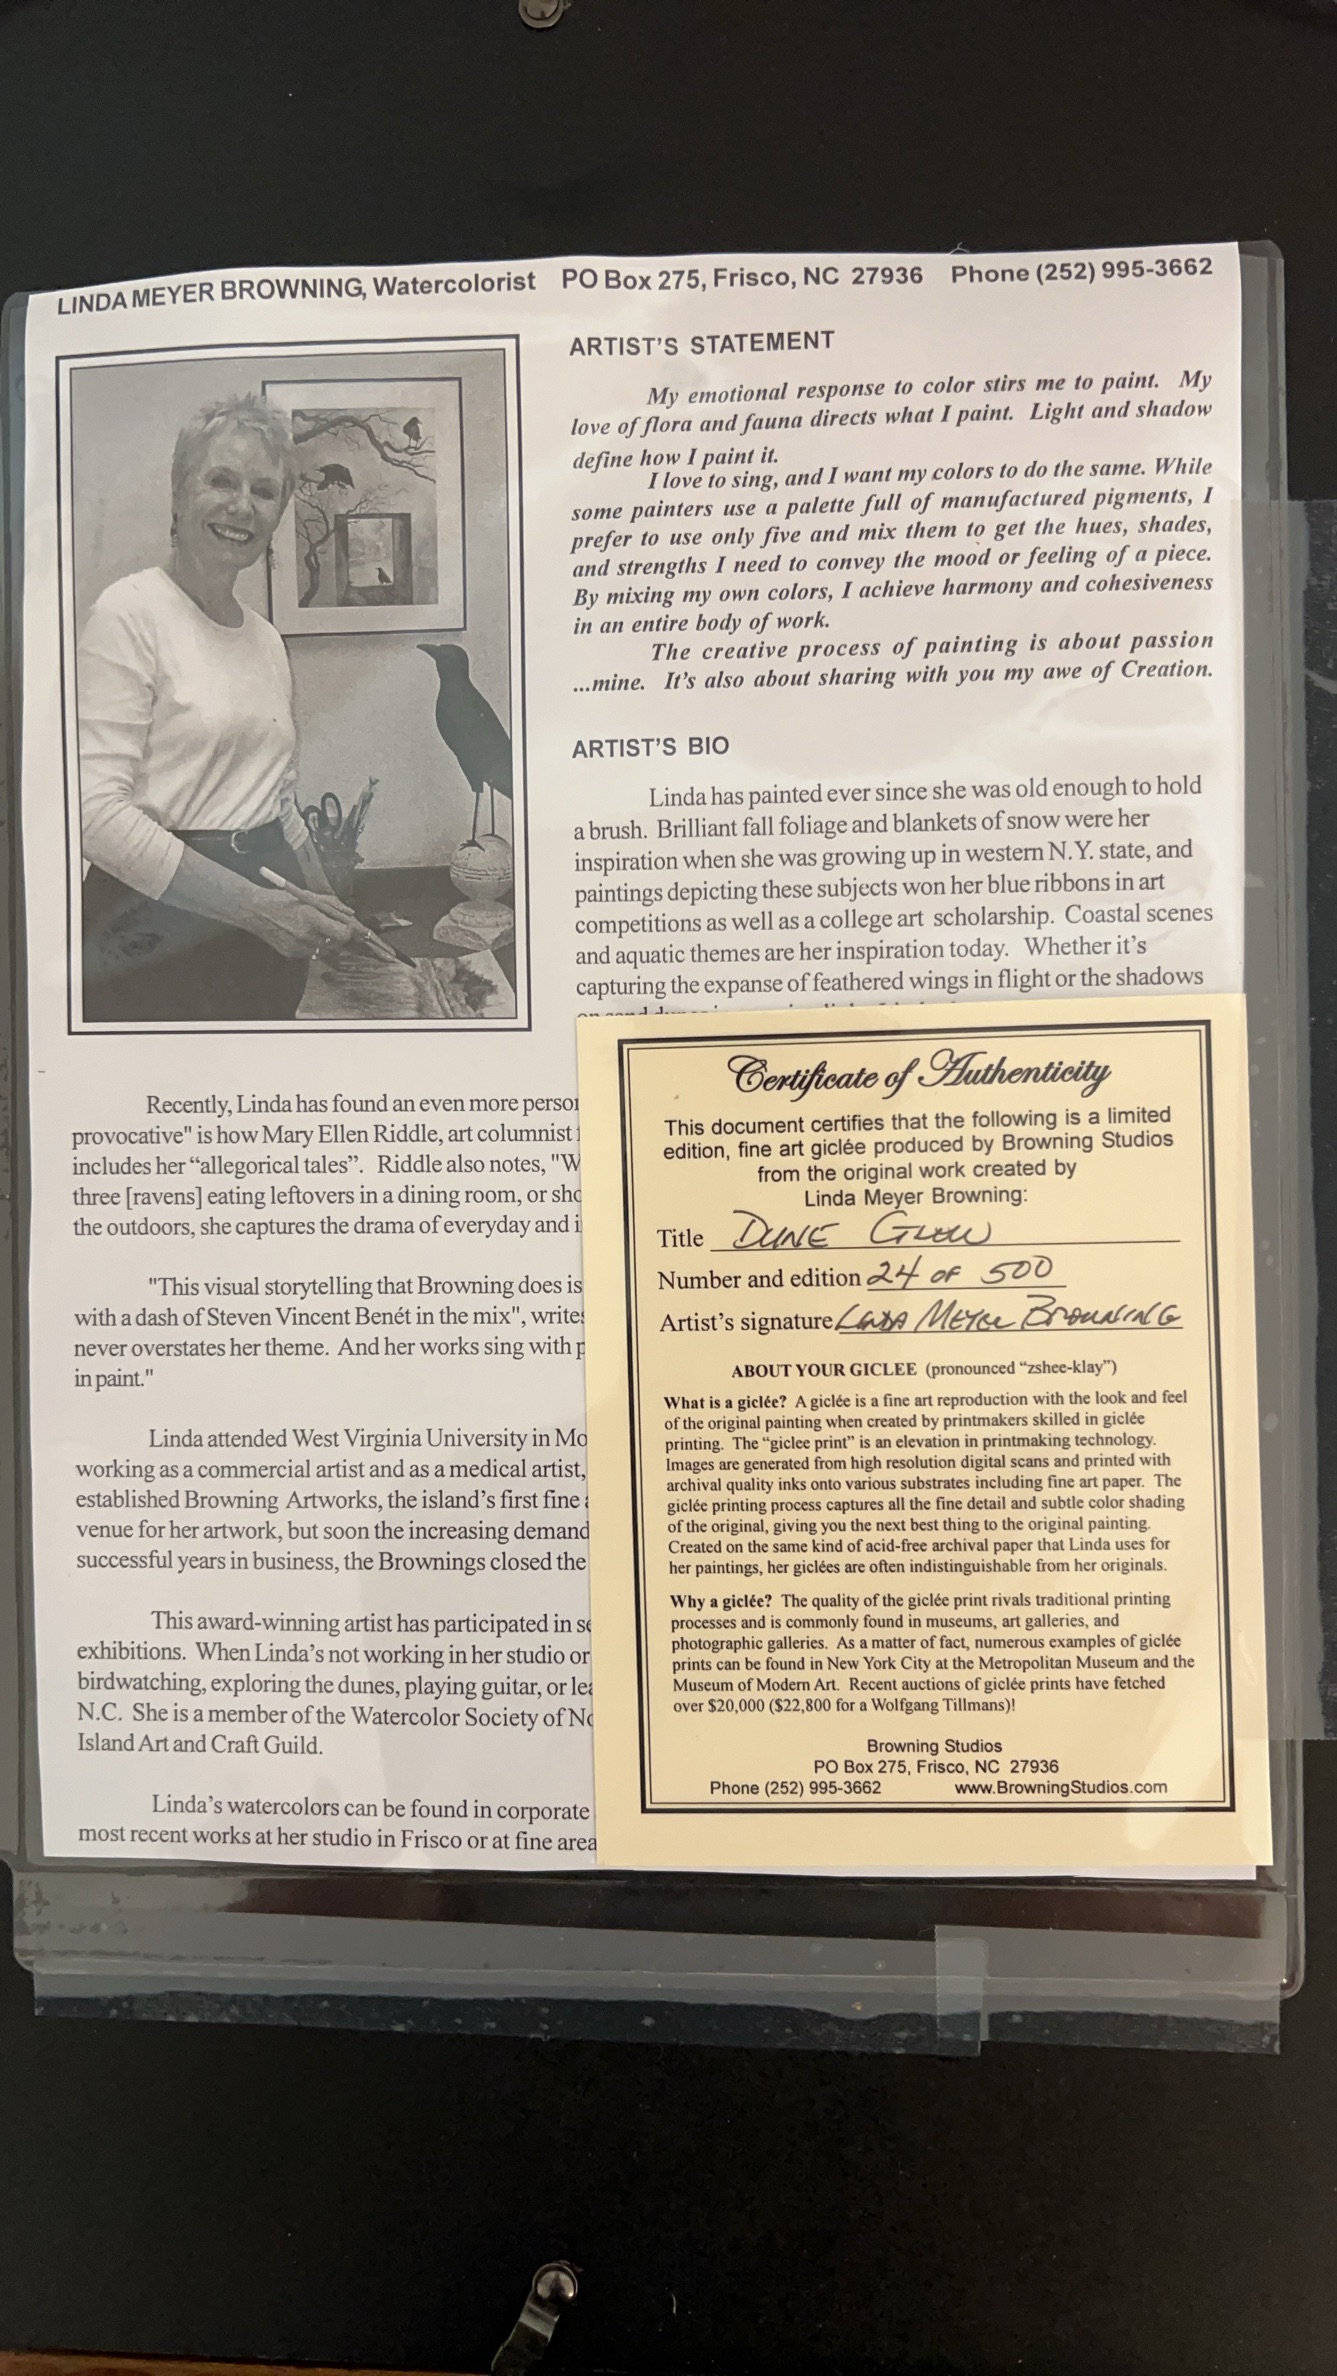 LINDA MEYER BROWNING, Watercolorist PO Box 275, Frisco, NC 27936 Phone (252) 995-3662
ARTIST'S STATEMENT
My emotional response to color stirs me to paint. My
love of flora and fauna directs what I paint. Light and shadow
define how I paint it.
I love to sing, and I want my colors to do the same. While
some painters use a palette full of manufactured pigments, I
prefer to use only five and mix them to get the hues, shades,
and strengths I need to convey the mood or feeling of a piece.
By mixing my own colors, I achieve harmony and cohesiveness
in an entire body of work.
The creative process of painting is about passion
...mine. It's also about sharing with you my awe of Creation.
ARTIST'S BIO
Linda has painted ever since she was old enough to hold
a brush. Brilliant fall foliage and blankets of snow were her
inspiration when she was growing up in western N.Y. state, and
paintings depicting these subjects won her blue ribbons in art
competitions as well as a college art scholarship. Coastal scenes
and aquatic themes are her inspiration today. Whether it's
capturing the expanse of feathered wings in flight or the shadows
Recently, Linda has found an even more
provocative" is how Mary Ellen Riddle, art columnist
includes her "allegorical tales". Riddle also notes, "W
three [ravens] eating leftovers in a dining room, or
the outdoors, she captures the drama of everyday and
"This visual storytelling that Browning does is
with a dash of Steven Vincent Benét in the mix",
never overstates her theme. And her works sing with
in paint."
Linda attended West Virginia University in Mo
working as a commercial artist and as a medical artist,
established Browning Artworks, the island's first fine
venue for her artwork, but soon the increasing demand
successful years in business, the Brownings closed the
This award-winning artist has participated in
exhibitions. When Linda's not working in her studio or
birdwatching, exploring the dunes, playing guitar, or
N.C. She is a member of the Watercolor Society of
Island Art and Craft Guild.
Linda's watercolors can be found in corporate
most recent works at her studio in Frisco or at fine area
Certificate of Authenticity
This document certifies that the following is a limited
edition, fine art giclée produced by Browning Studios
from the original work created by
Linda Meyer Browning:
Title DUNE GLOW
Number and edition 24 OF 500
Artist's signature LINDA MEYER BROWNING
ABOUT YOUR GICLEE (pronounced "zshee-klay")
What is a giclée? A giclée is a fine art reproduction with the look and feel
of the original painting when created by printmakers skilled in giclée
printing. The "giclee print" is an elevation in printmaking technology.
Images are generated from high resolution digital scans and printed with
archival quality inks onto various substrates including fine art paper. The
giclée printing process captures all the fine detail and subtle color shading
of the original, giving you the next best thing to the original painting.
Created on the same kind of acid-free archival paper that Linda uses for
her paintings, her giclées are often indistinguishable from her originals.
Why a giclée? The quality of the giclée print rivals traditional printing
processes and is commonly found in museums, art galleries, and
photographic galleries. As a matter of fact, numerous examples of giclée
prints can be found in New York City at the Metropolitan Museum and the
Museum of Modern Art. Recent auctions of giclée prints have fetched
over $20,000 ($22,800 for a Wolfgang Tillmans)!
Browning Studios
PO Box 275, Frisco, NC 27936
Phone (252) 995-3662 www.BrowningStudios.com